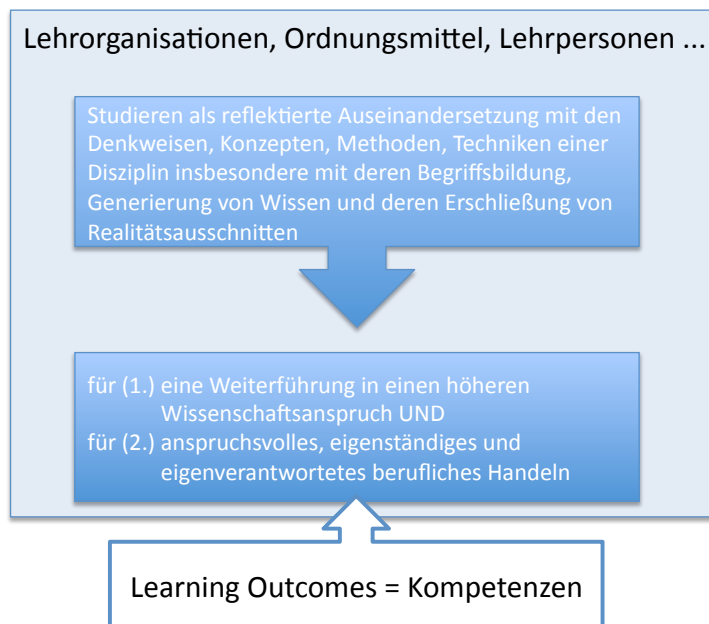 Lehrorganisationen, Ordnungsmittel, Lehrpersonen ...
Studieren als reflektierte Auseinandersetzung mit den
Denkweisen, Konzepten, Methoden, Techniken einer
Disziplin insbesondere mit deren Begriffsbildung,
Generierung von Wissen und deren Erschließung von
Realitätsausschnitten
für (1.) eine Weiterführung in einen höheren
Wissenschaftsanspruch UND
für (2.) anspruchsvolles, eigenständiges und
eigenverantwortetes berufliches Handeln
Learning Outcomes = Kompetenzen